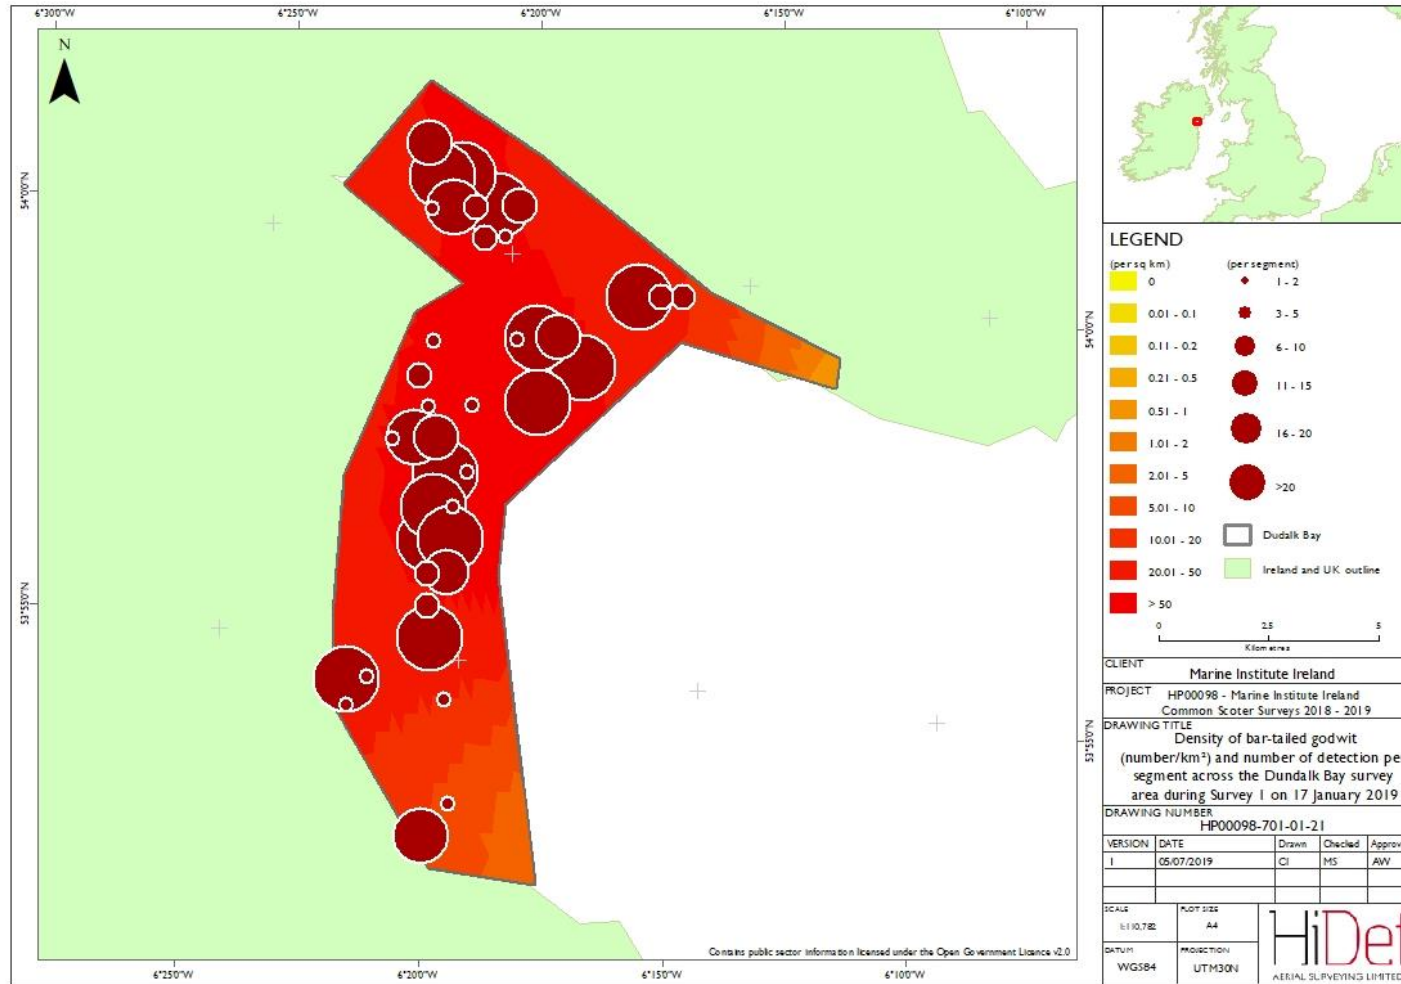 6°30'0"W 6°25'0"W 6°20'0"W 6°15'0"W 6°10'0"W
N
54°0'0"N
54°0'0"N
53°55'0"N
53°55'0"N
6°25'0"W 6°20'0"W 6°15'0"W 6°10'0"W
Contains public sector information licensed under the Open Government Licence v2.0
LEGEND
(per sq km) (per segment)
0 1 - 2
0.01 - 0.1 3 - 5
0.11 - 0.2 6 - 10
0.21 - 0.5 11 - 15
0.51 - 1 16 - 20
1.01 - 2
2.01 - 5 >20
5.01 - 10
10.01 - 20 Dudalk Bay
20.01 - 50 Ireland and UK outline
> 50
0 2.5 5
Kilometres
CLIENT
Marine Institute Ireland
PROJECT HP00098 - Marine Institute Ireland
Common Scoter Surveys 2018 - 2019
DRAWING TITLE
Density of bar-tailed godwit
(number/km²) and number of detection pe
segment across the Dundalk Bay survey
area during Survey 1 on 17 January 2019
DRAWING NUMBER
HP00098-701-01-21
VERSION DATE Drawn Checked Approv
1 05/07/2019 CI MS AW
SCALE PLOT SIZE
1:110,782 A4
DATUM PROJECTION
WGS84 UTM30N
HiDef
AERIAL SURVEYING LIMITED